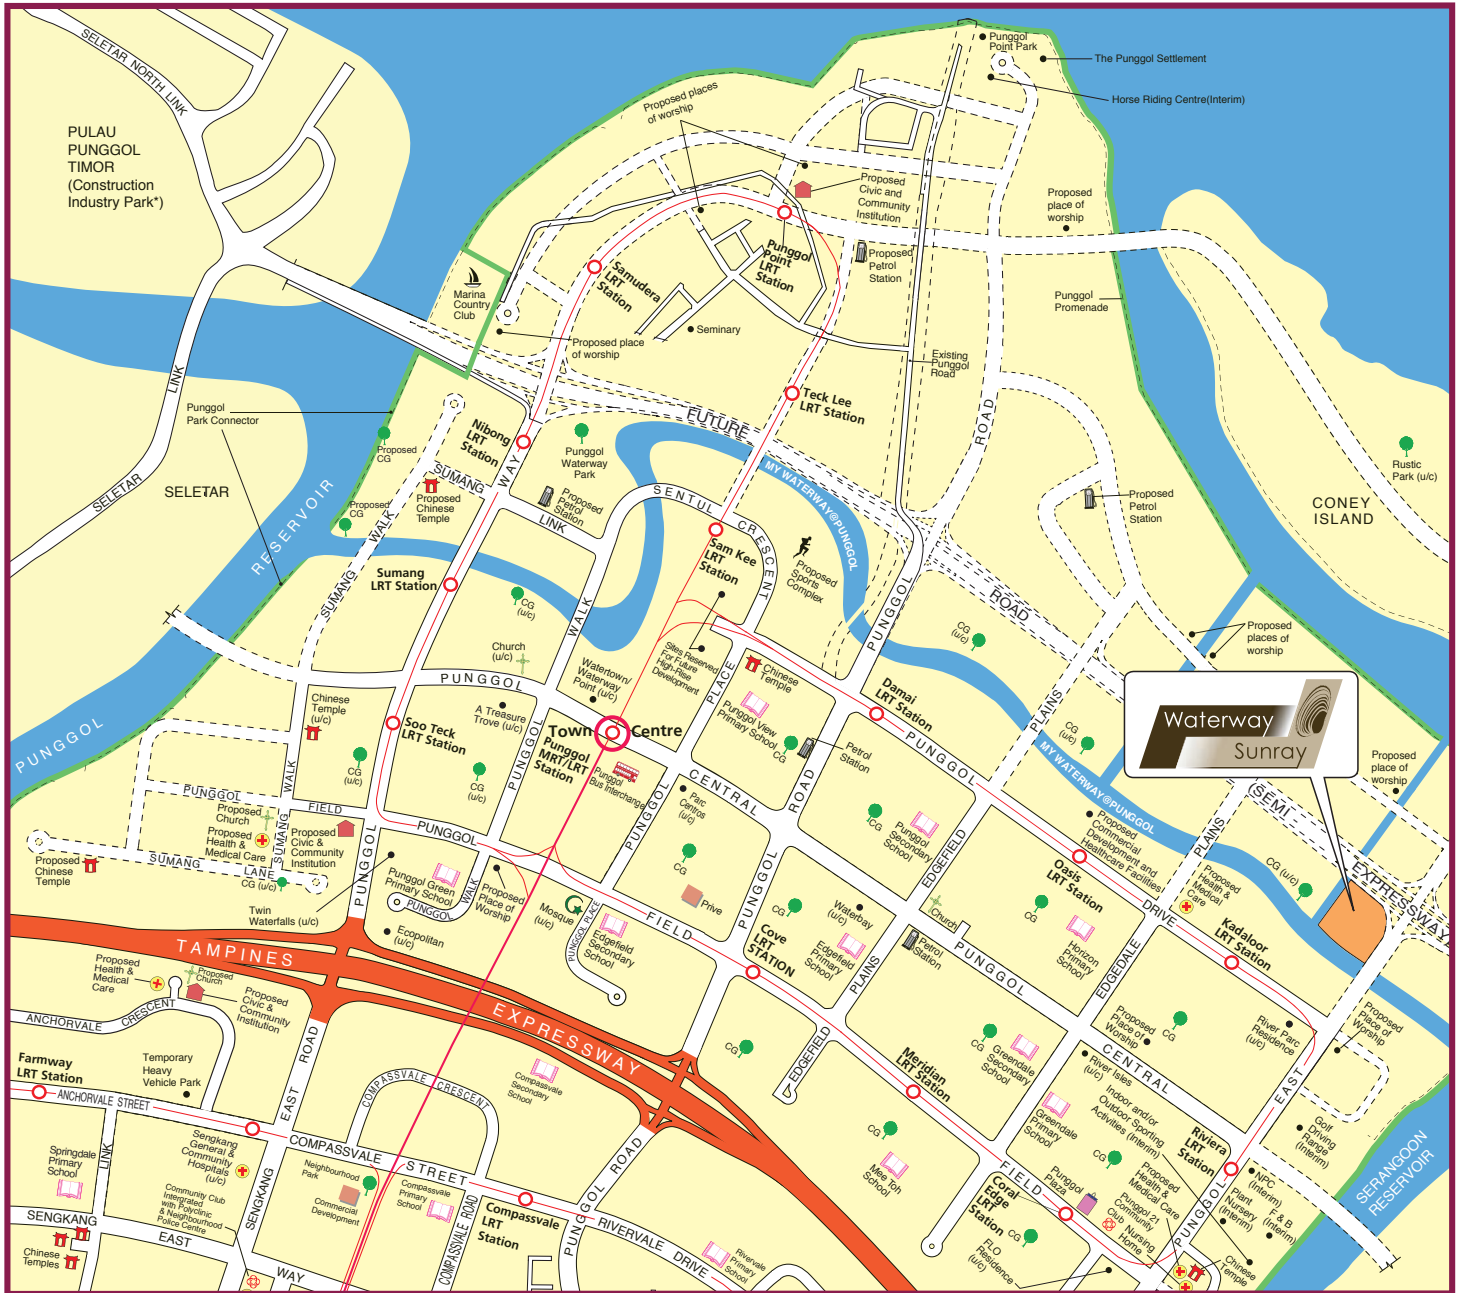 SELETAR NORTH LINK
PULAU
PUNGGOL
TIMOR
(Construction
Industry Park*)
Punggol
Point Park
The Punggol Settlement
Horse Riding Centre(Interim)
Proposed places
of worship
Proposed
Civic and
Community
Institution
Proposed
place of
worship
Punggol
Point
LRT
Station
Proposed
Petrol
Station
Samudera
LRT
Station
Marina
Country
Club
Seminary
Proposed place
of worship
Punggol
Promenade
Existing
Punggol
Road
LINK
Punggol
Park Connector
Teck Lee
LRT Station
FUTURE
ROAD
Nibong
LRT
Station
WAY
Punggol
Waterway
Park
Proposed
CG
SUMANG
Proposed
Chinese
Temple
Proposed
Petrol
Station
LINK
SELETAR
SELETAR
RESERVOIR
Proposed
CG
WALK
SUMANG
SENTUL
CRESCENT
MY WATERWAY@PUNGGOL
Proposed
Petrol
Station
Rustic
Park (u/c)
CONEY
ISLAND
Sam Kee
LRT
Station
Proposed
Sports
Complex
Sumang
LRT Station
CG
(u/c)
WALK
PUNGGOL
ROAD
CG
(u/c)
Proposed
places of
worship
Church
(u/c)
Sites Reserved
For Future
High-Rise
Development
Chinese
Temple
PUNGGOL
Watertown/
Waterway
Point (u/c)
PLACE
Damai
LRT Station
PLAINS
Waterway
Sunray
PUNGGOL
Chinese
Temple
(u/c)
A Treasure
Trove (u/c)
Soo Teck
LRT Station
Town
Centre
Punggol
MRT/LRT
Station
Punggol View
Primary School
CG
Petrol
Station
CG
(u/c)
MY WATERWAY@PUNGGOL
Proposed
place of
worship
CG
(u/c)
CG
(u/c)
PUNGGOL
Punggol
Bus Interchange
CENTRAL
ROAD
PUNGGOL
WALK
PUNGGOL
FIELD
Proposed
Church
SUMANG
Proposed
Health &
Medical Care
Proposed
Civic &
Community
Institution
PUNGGOL
Parc
Centros
(u/c)
PUNGGOL
CG
Punggol
Secondary
School
EDGEFIELD
Proposed
Commercial
Development and
Healthcare Facilities
PLAINS
(SEMI -
EXPRESSWAY)
Proposed
Chinese
Temple
SUMANG
LANE
CG (u/c)
PUNGGOL
Punggol Green
Primary School
PUNGGOL
WALK
Proposed
Place of
Worship
CG
Prive
PUNGGOL
Oasis
LRT Station
Proposed
Health &
Medical
Care
CG
(u/c)
Twin
Waterfalls (u/c)
Ecopolitan
(u/c)
Mosque
(u/c)
PUNGGOL PLACE
Edgefield
Secondary
School
FIELD
Cove
LRT
STATION
CG
Waterbay
(u/c)
Edgefield
Primary
School
Church
Petrol
Station
CG
Horizon
Primary
School
DRIVE
Kadaloor
LRT Station
TAMPINES
EXPRESSWAY
Proposed
Health &
Medical
Care
Proposed
Church
Proposed
Civic &
Community
Institution
ANCHORVALE
CRESCENT
PLAINS
PUNGGOL
EDGEDALE
Proposed
Place of
Worship
CG
River Parc
Residence
(u/c)
Proposed
Place of
Worship
Farmway
LRT Station
Temporary
Heavy
Vehicle Park
ROAD
EAST
ANCHORVALE STREET
COMPASSVALE CRESCENT
Compassvale
Secondary
School
CG
EDGEFIELD
Meridian
LRT Station
CG
Greendale
Secondary
School
CENTRAL
River Isles
(u/c)
Indoor and/or
Outdoor Sporting
Activities (Interim)
EAST
Golf
Driving
Range
(Interim)
Springdale
Primary
School
LINK
Sengkang
General &
Community
Hospitals
(u/c)
COMPASSVALE
STREET
Neighbourhood
Park
Commercial
Development
Compassvale
Primary
School
Community Club
Intergrated
with Polyclinic
& Neighbourhood
Police Centre
SENGKANG
COMPASSVALE ROAD
Compassvale
LRT
Station
PUNGGOL ROAD
RIVERVALE DRIVE
Rivervale
Primary
School
CG
Mee Toh
School
Greendale
Primary
School
CG
FIELD
Coral
Edge
LRT
Station
Punggol
Plaza
Riviera
LRT
Station
Proposed
Health &
Medical Care
Punggol 21
Community
Club
Nursing
Home
CG
FLO
Residence
(u/c)
PUNGGOL
NPC
(Interim)
Plant
Nursery
(Interim)
F & B
(Interim)
Chinese
Temple
SERANGOON
RESERVOIR
SENGKANG
EAST
WAY
Chinese
Temples